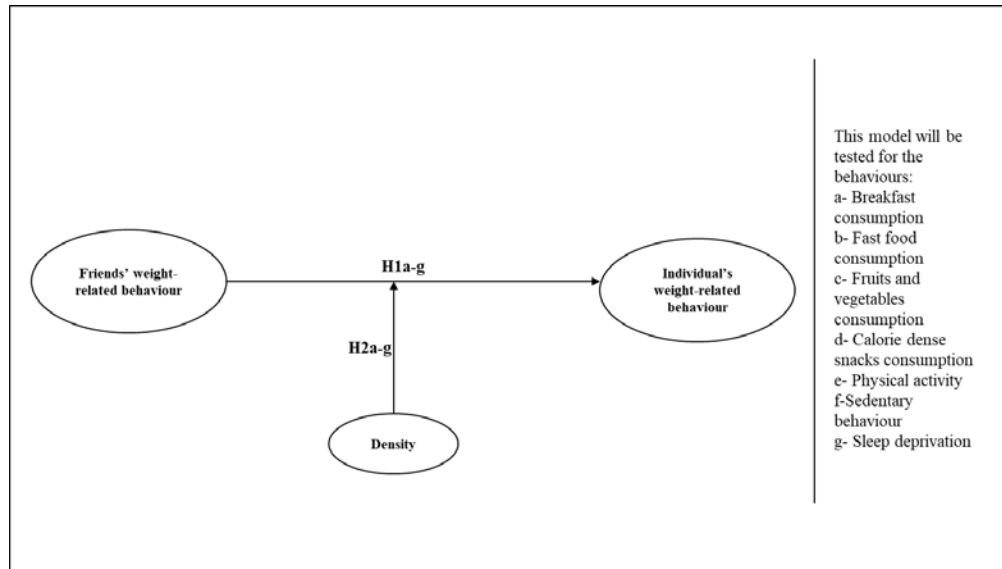 Friends’ weight-
related behaviour
H1a-g
Individual's
weight-related
behaviour
H2a-g
Density
This model will be
tested for the
behaviours:
a- Breakfast
consumption
b- Fast food
consumption
c- Fruits and
vegetables
consumption
d- Calorie dense
snacks consumption
e- Physical activity
f-Sedentary
behaviour
g- Sleep deprivation